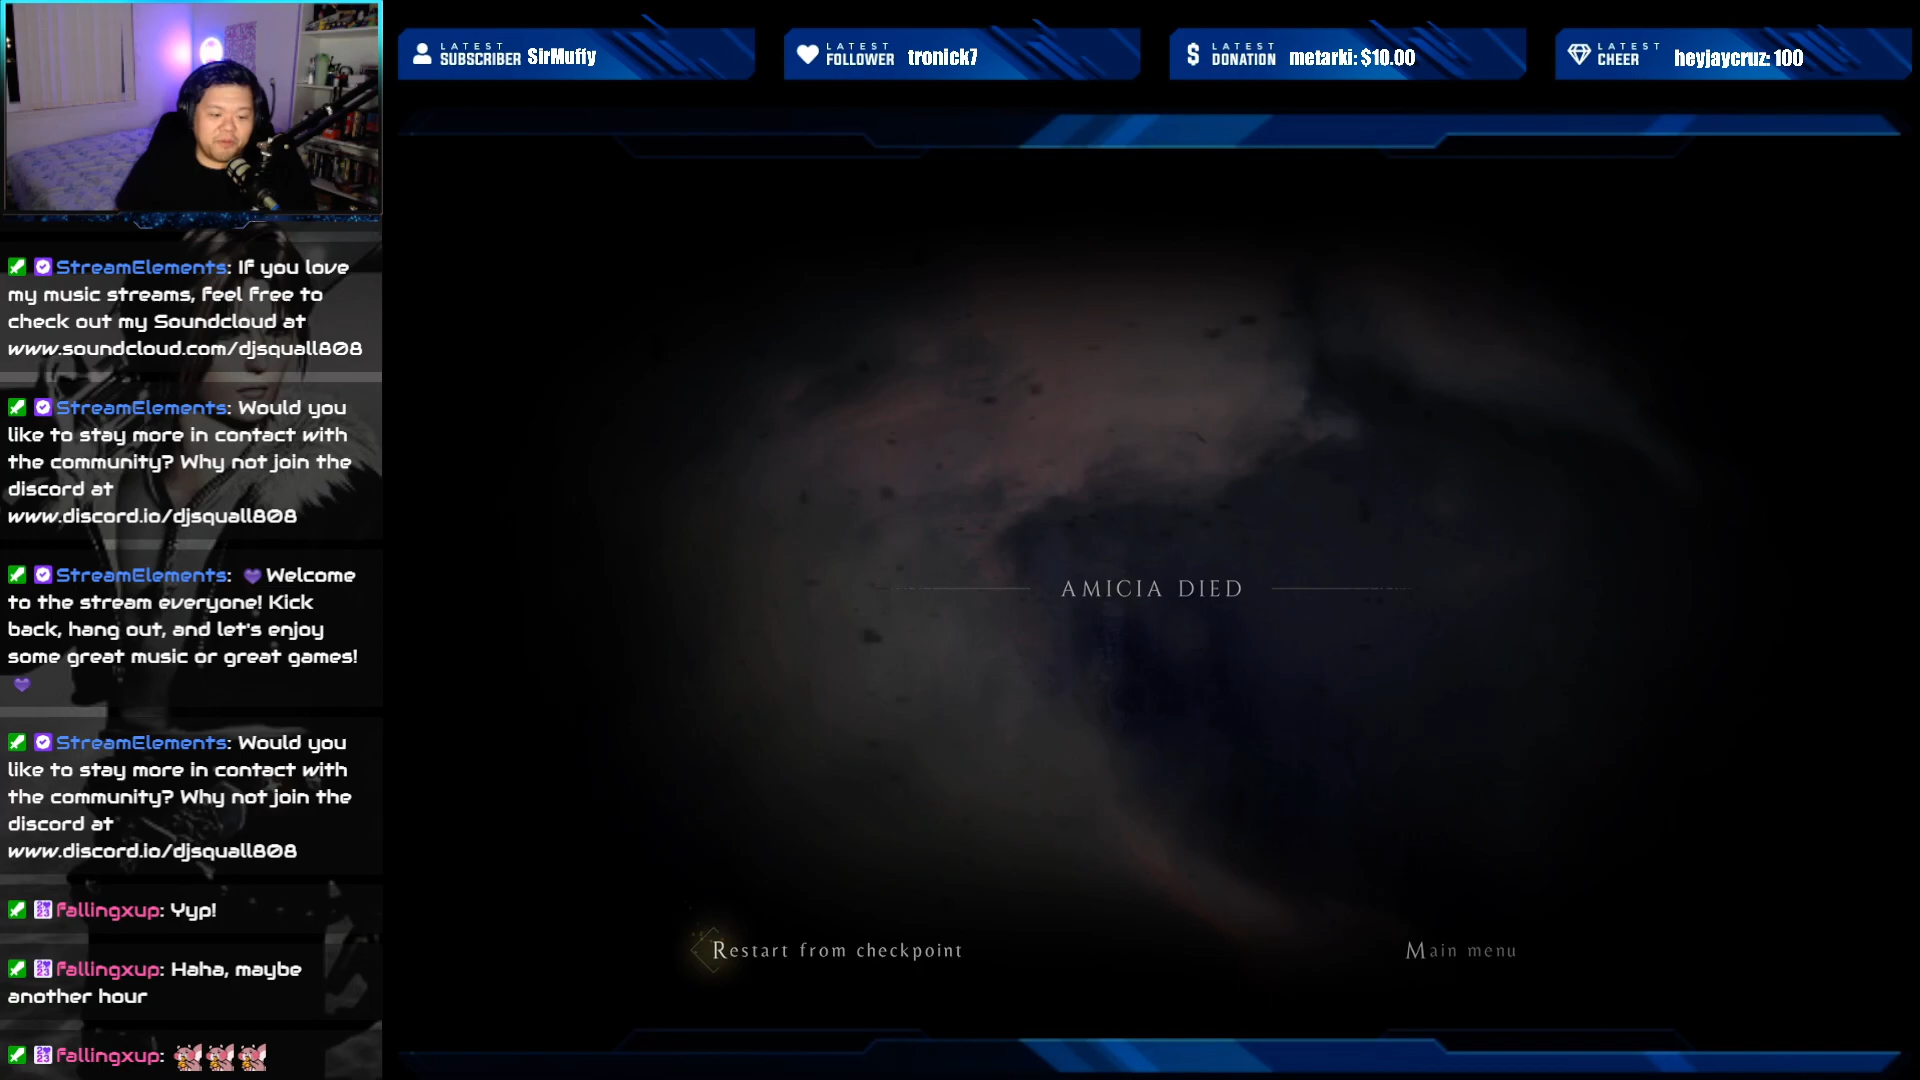 LATEST
SUBSCRIBER SirMuffy
LATEST
FOLLOWER tronick7
LATEST
DONATION metarki: $10.00
LATEST
CHEER heyjaycruz: 100
StreamElements: If you love
my music streams, feel free to
check out my Soundcloud at
www.soundcloud.com/djsquall808
StreamElements: Would you
like to stay more in contact with
the community? Why not join the
discord at
www.discord.io/djsquall808
StreamElements: 💜Welcome
to the stream everyone! Kick
back, hang out, and let's enjoy
some great music or great games!
💜
StreamElements: Would you
like to stay more in contact with
the community? Why not join the
discord at
www.discord.io/djsquall808
fallingxup: Yyp!
fallingxup: Haha, maybe
another hour
fallingxup:
AMICIA DIED
Restart from checkpoint
Main menu